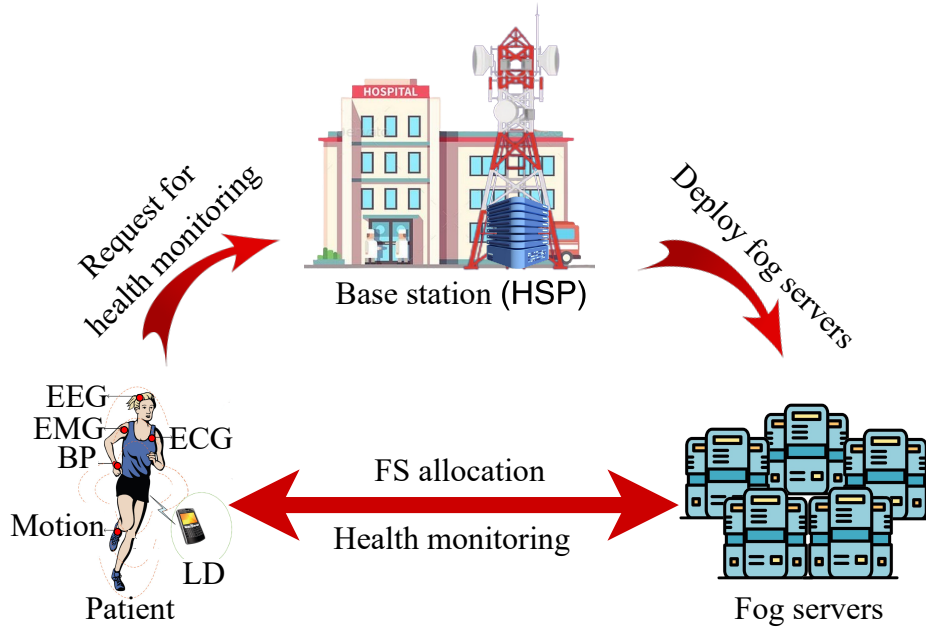 HOSPITAL
Request for
health monitoring
Deploy fog servers
Base station (HSP)
EEG
EMG
ECG
BP
Motion
LD
Patient
FS allocation
Health monitoring
Fog servers